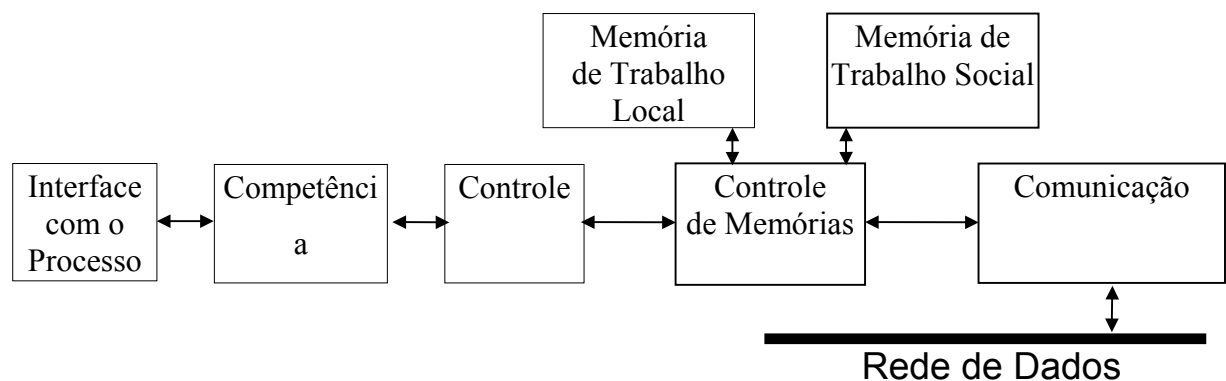 Memória
de Trabalho
Local
Memória de
Trabalho Social
Interface
com o
Processo
Competênci
a
Controle
Controle
de Memórias
Comunicação
Rede de Dados